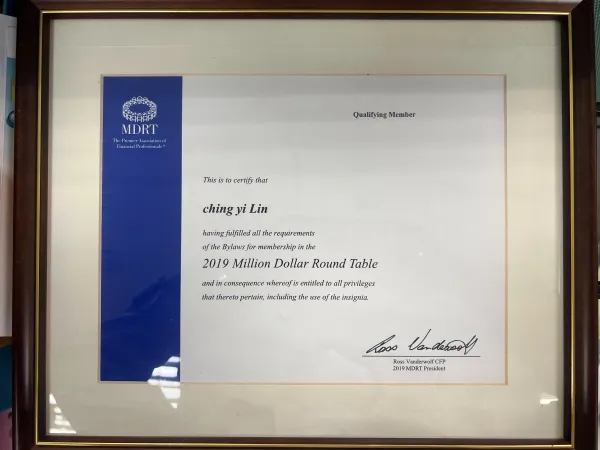 MDRT
The Premier Association of
Financial Professionals®
Qualifying Member
This is to certify that
ching yi Lin
having fulfilled all the requirements
of the Bylaws for membership in the
2019 Million Dollar Round Table
and in consequence whereof is entitled to all privileges
that thereto pertain, including the use of the insignia.
Ross Vanderwolf
Ross Vanderwolf CFP
2019 MDRT President